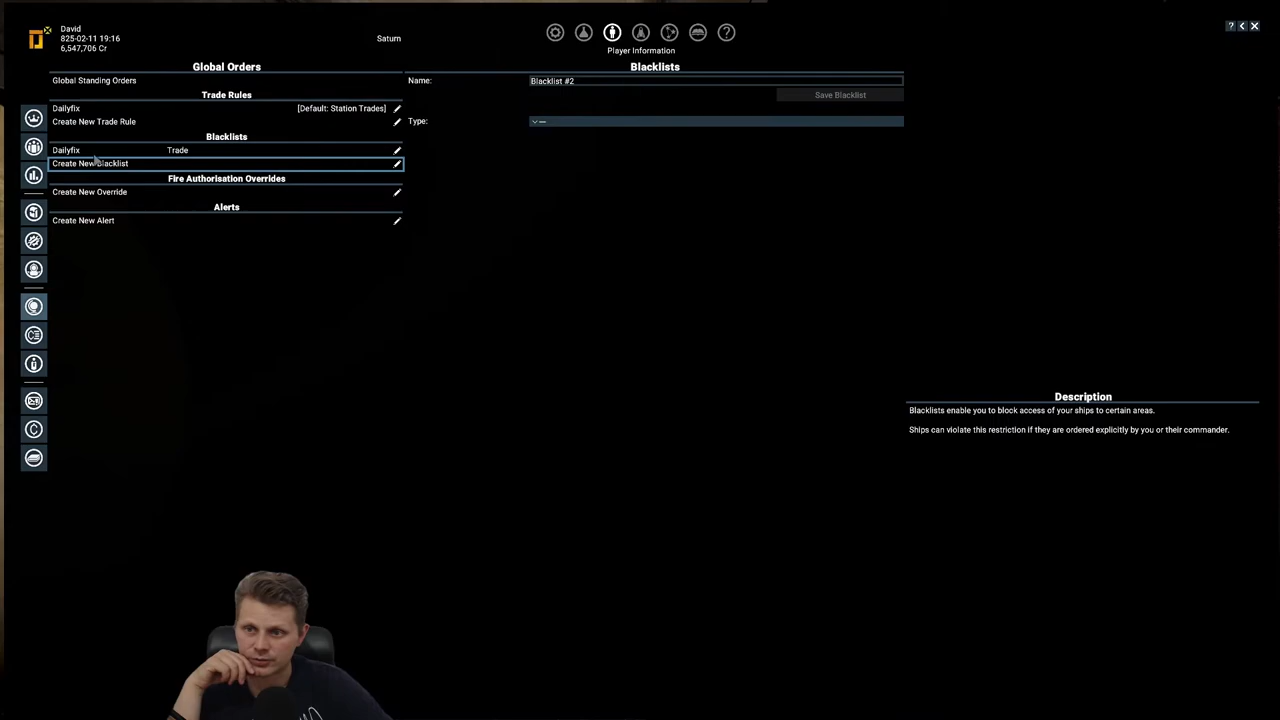 David
825-02-11 19:16
6,547,706 Cr
Saturn
Player Information
Global Orders
Global Standing Orders
Trade Rules
Dailyfix [Default: Station Trades]
Create New Trade Rule
Blacklists
Dailyfix Trade
Create New Blacklist
Fire Authorisation Overrides
Create New Override
Alerts
Create New Alert
Blacklists
Name: Blacklist #2
Save Blacklist
Type: —
Description
Blacklists enable you to block access of your ships to certain areas.
Ships can violate this restriction if they are ordered explicitly by you or their commander.